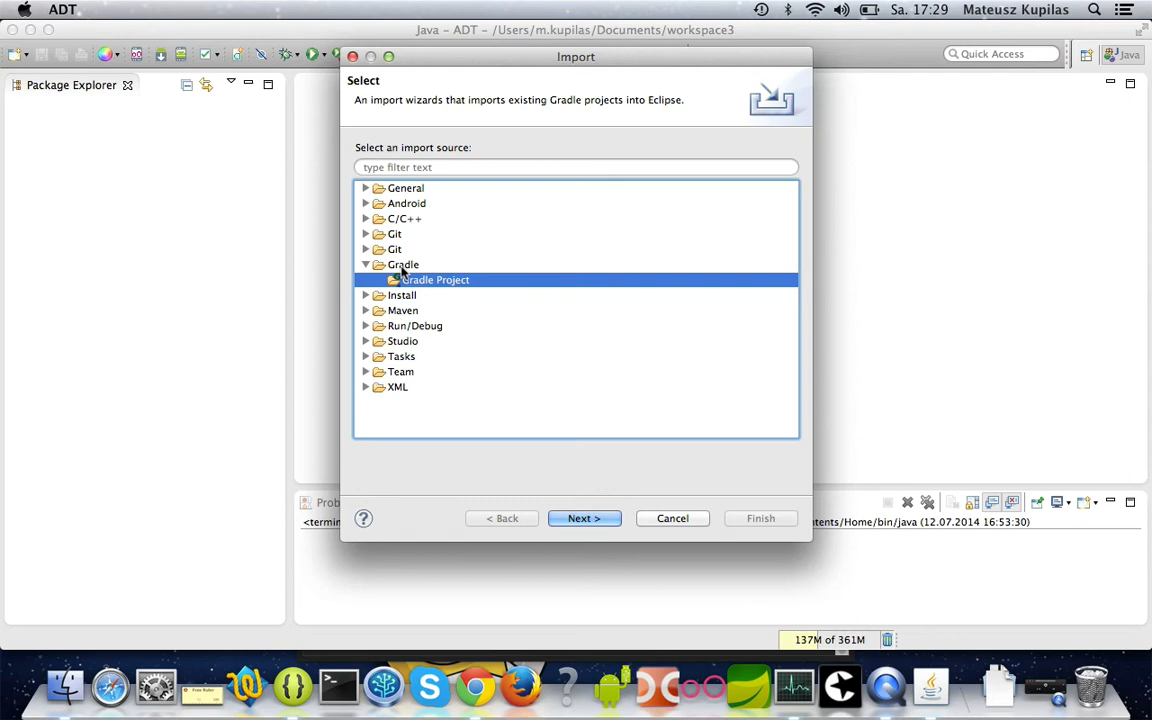 ADT
Sa. 17:29 Mateusz Kupilas
Java - ADT - /Users/m.kupilas/Documents/workspace3
Quick Access
Java
Package Explorer
Import
Select
An import wizards that imports existing Gradle projects into Eclipse.
Select an import source:
type filter text
General
Android
C/C++
Git
Git
Gradle
Gradle Project
Install
Maven
Run/Debug
Studio
Tasks
Team
XML
Prob
? < Back Next > Cancel Finish
<termin
ntents/Home/bin/java (12.07.2014 16:53:30)
137M of 361M